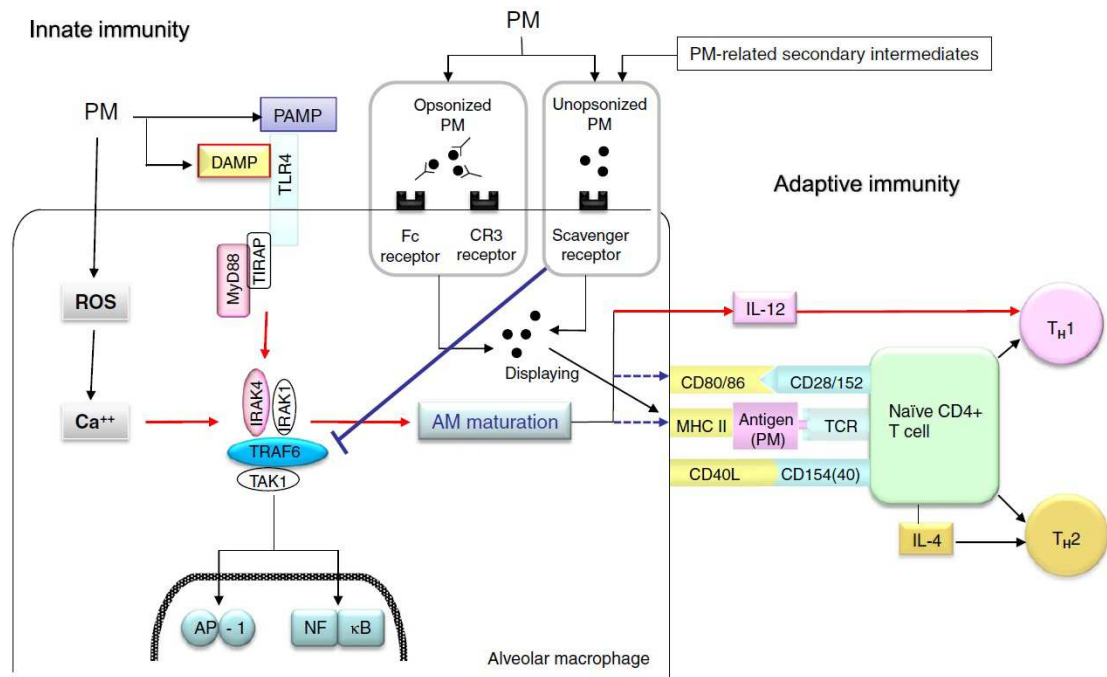 Innate immunity
PM
PM-related secondary intermediates
PM
PAMP
DAMP
TLR4
Opsonized
PM
Unopsonized
PM
Adaptive immunity
Fc
receptor
CR3
receptor
Scavenger
receptor
MyD88
TIRAP
ROS
IL-12
TH1
Displaying
CD80/86
CD28/152
Naïve CD4+
T cell
Ca++
IRAK4
IRAK1
AM maturation
MHC II
Antigen
(PM)
TCR
TRAF6
TAK1
CD40L
CD154(40)
IL-4
TH2
AP - 1
NF κB
Alveolar macrophage